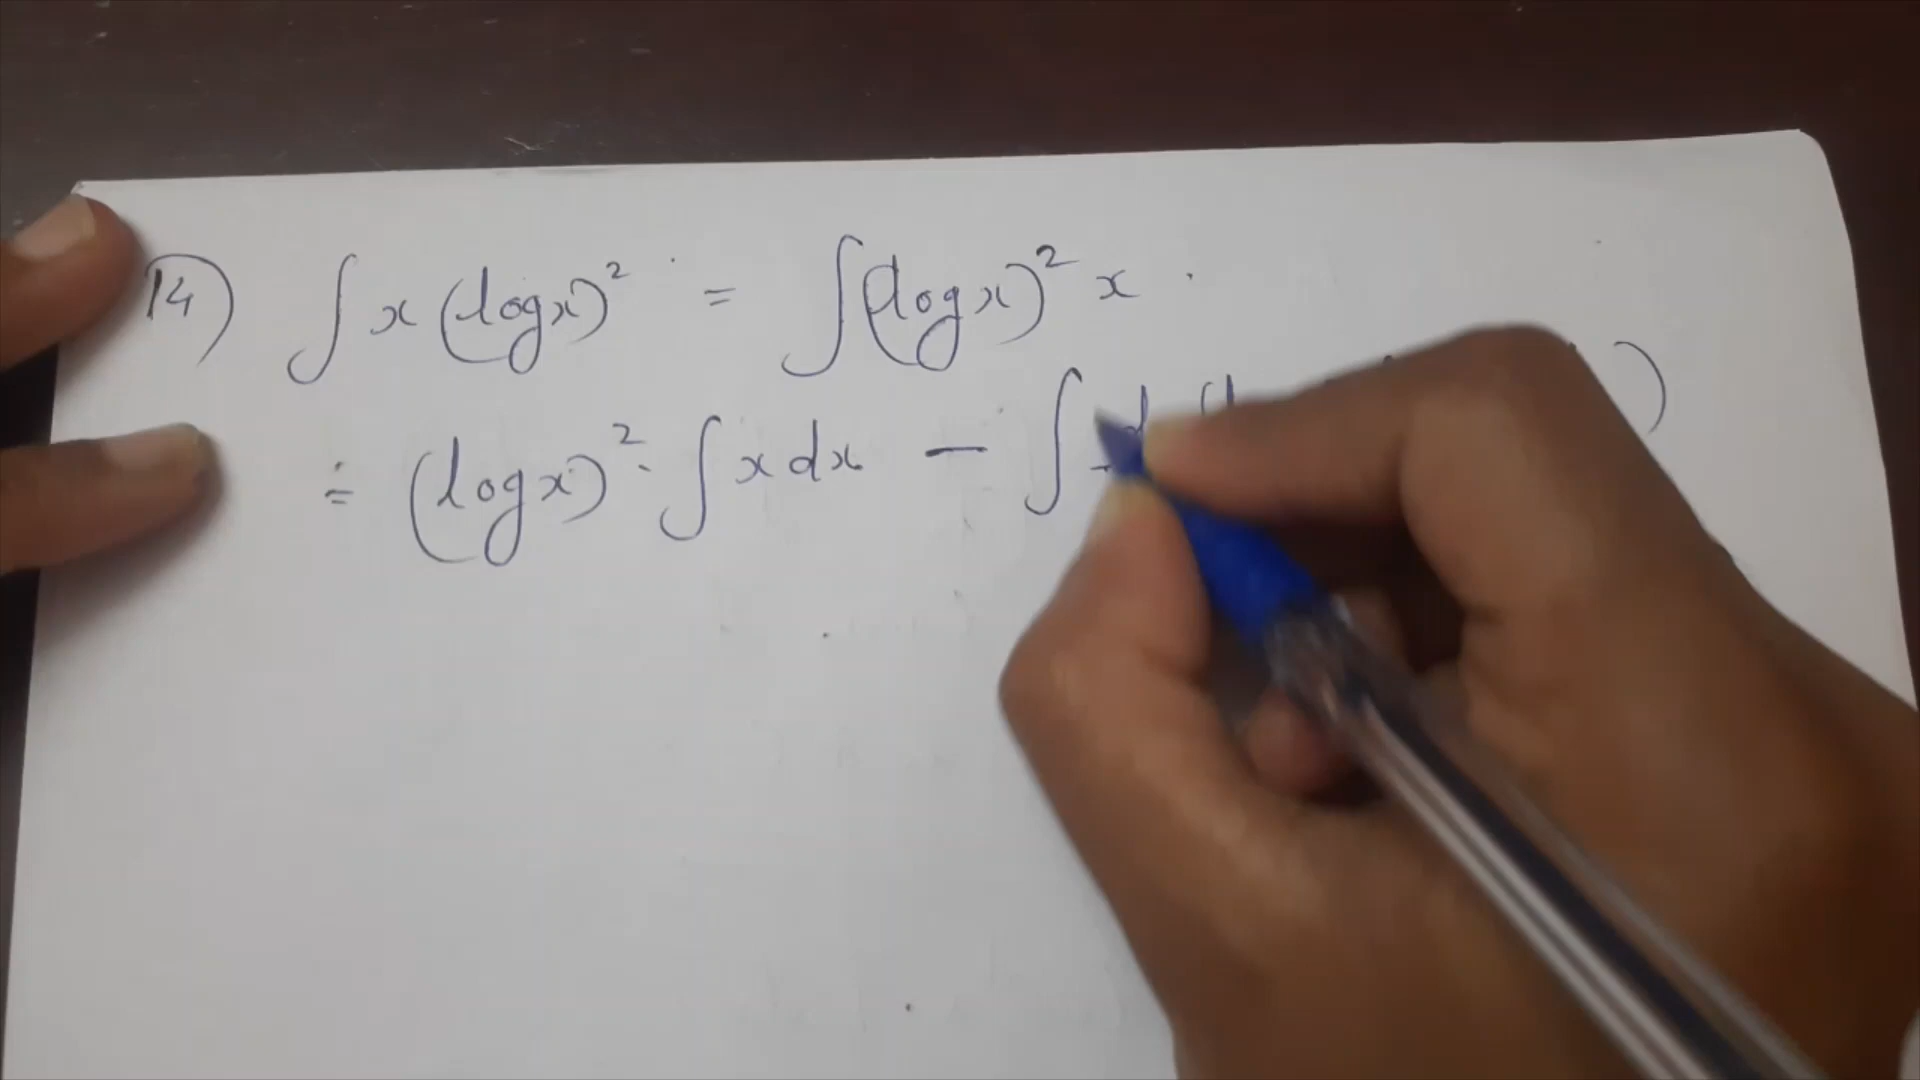 14) ∫ x (log x)² = ∫ (log x)² x
= (log x)² . ∫ x dx − ∫ d )